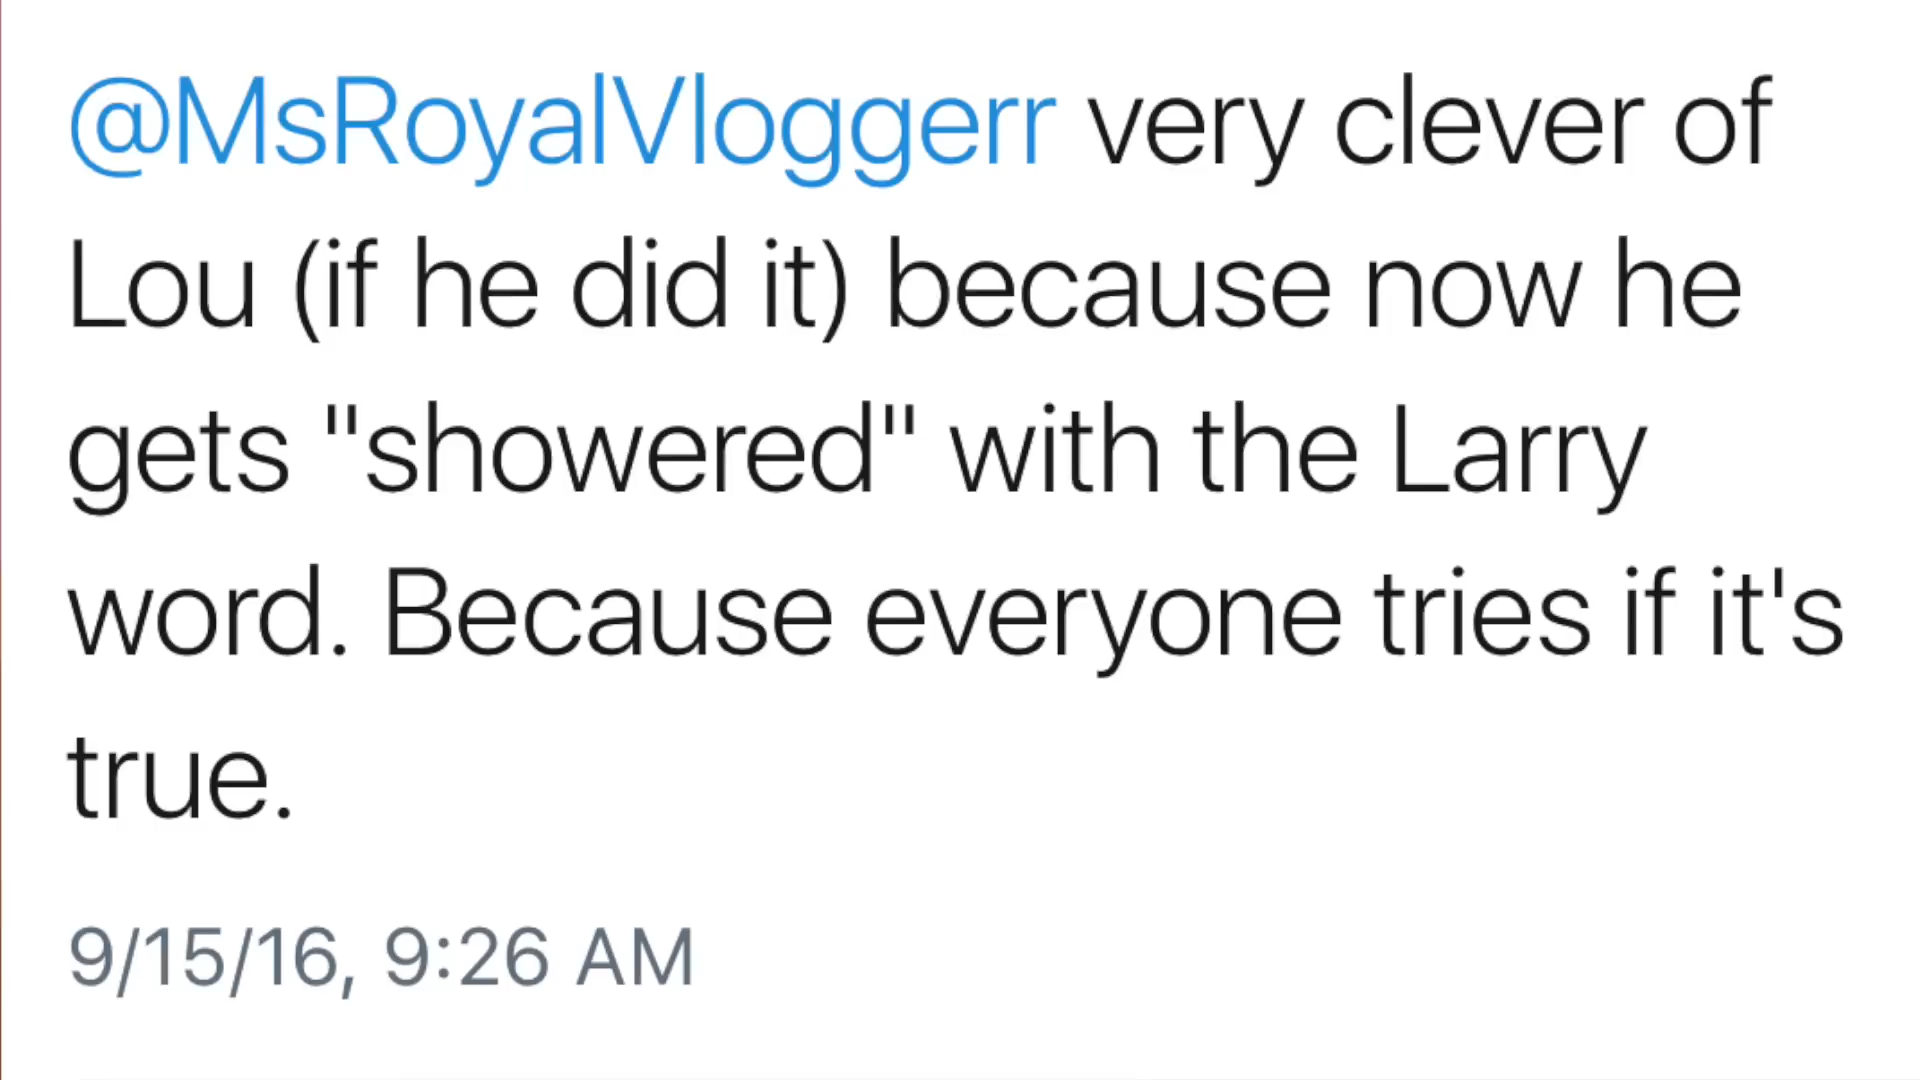 @MsRoyalVloggerr very clever of
Lou (if he did it) because now he
gets "showered" with the Larry
word. Because everyone tries if it's
true.
9/15/16, 9:26 AM